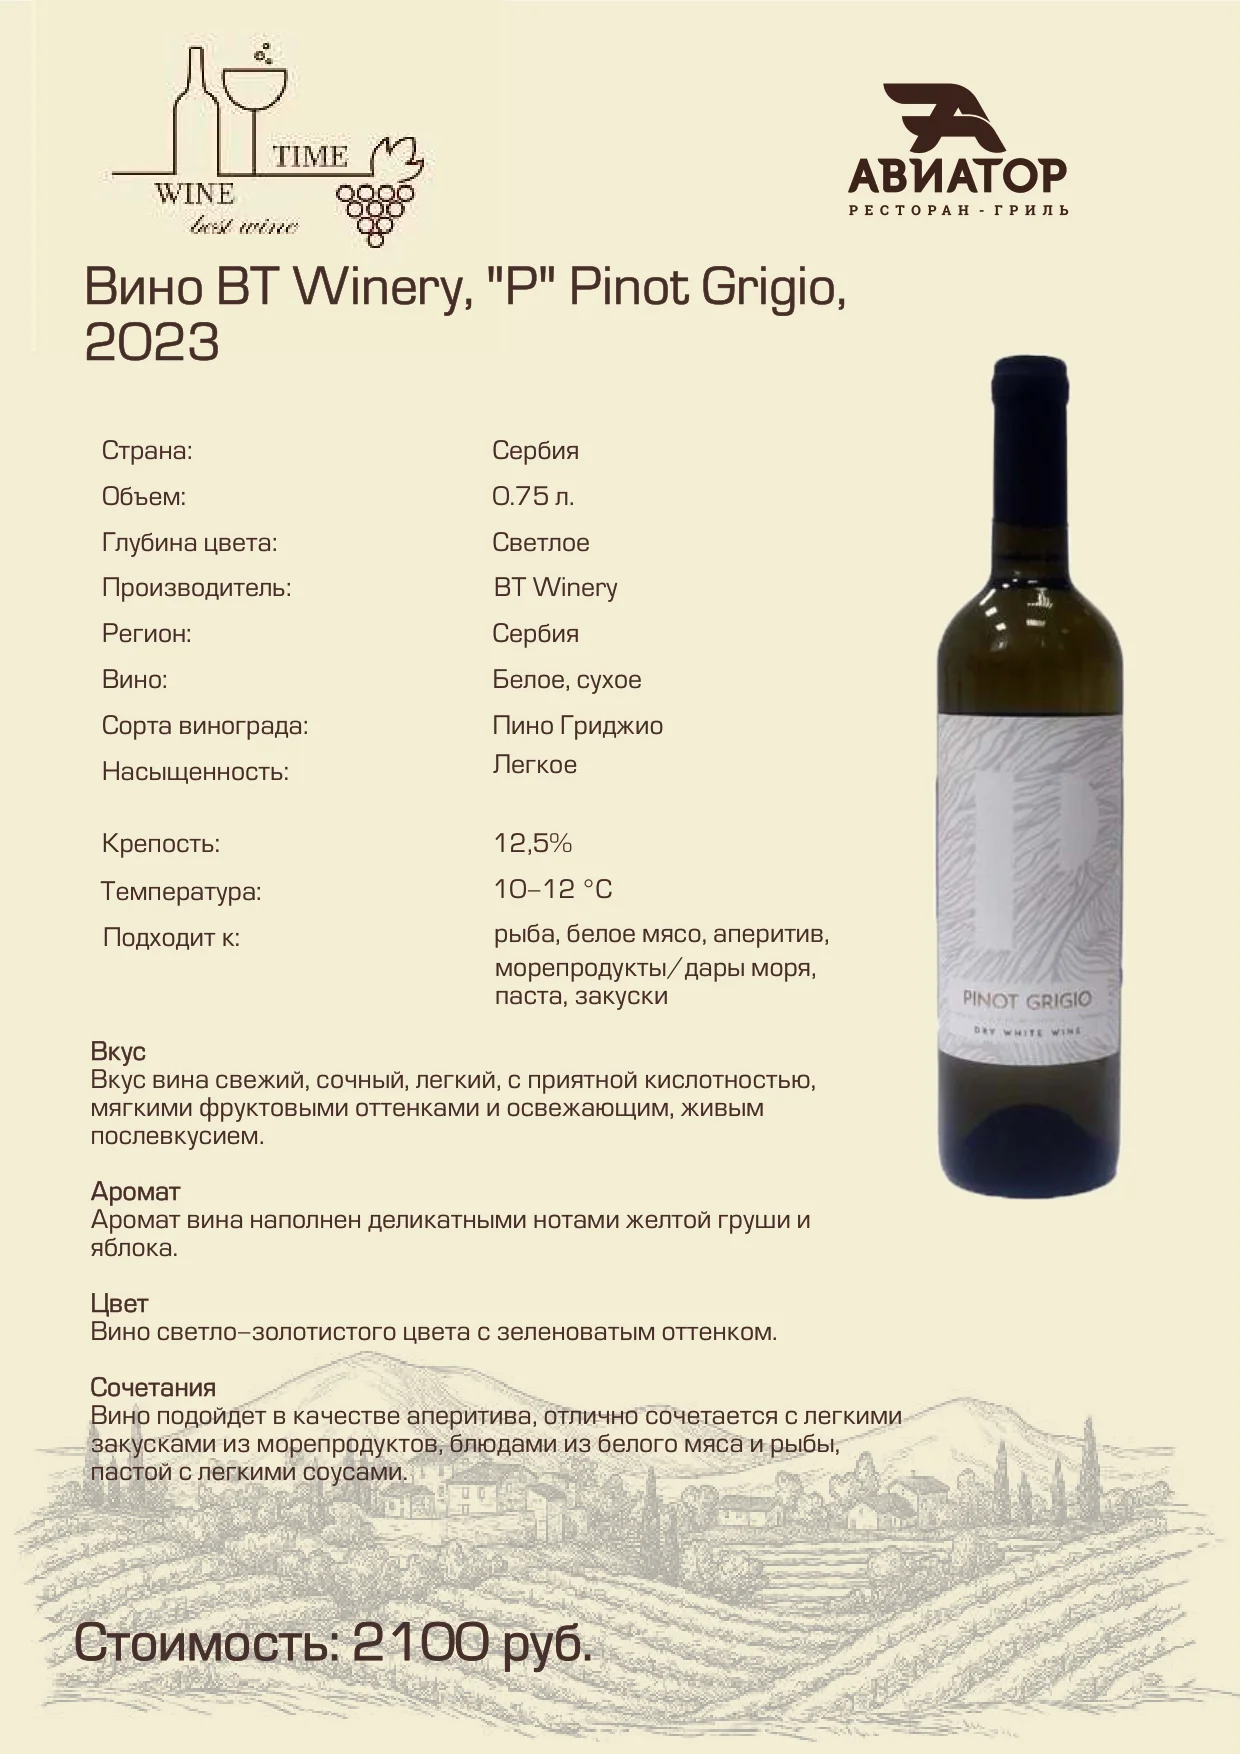 TIME
WINE
best wine
АВИАТОР
РЕСТОРАН-ГРИЛЬ
Вино BT Winery, "P" Pinot Grigio,
2023
Страна: Сербия
Объем: 0.75 л.
Глубина цвета: Светлое
Производитель: BT Winery
Регион: Сербия
Вино: Белое, сухое
Сорта винограда: Пино Гриджио
Насыщенность: Легкое
Крепость: 12,5%
Температура: 10–12 °C
Подходит к: рыба, белое мясо, аперитив,
морепродукты/дары моря,
паста, закуски
P
PINOT GRIGIO
DRY WHITE WINE
Вкус
Вкус вина свежий, сочный, легкий, с приятной кислотностью,
мягкими фруктовыми оттенками и освежающим, живым
послевкусием.
Аромат
Аромат вина наполнен деликатными нотами желтой груши и
яблока.
Цвет
Вино светло–золотистого цвета с зеленоватым оттенком.
Сочетания
Вино подойдет в качестве аперитива, отлично сочетается с легкими
закусками из морепродуктов, блюдами из белого мяса и рыбы,
пастой с легкими соусами.
Стоимость: 2100 руб.